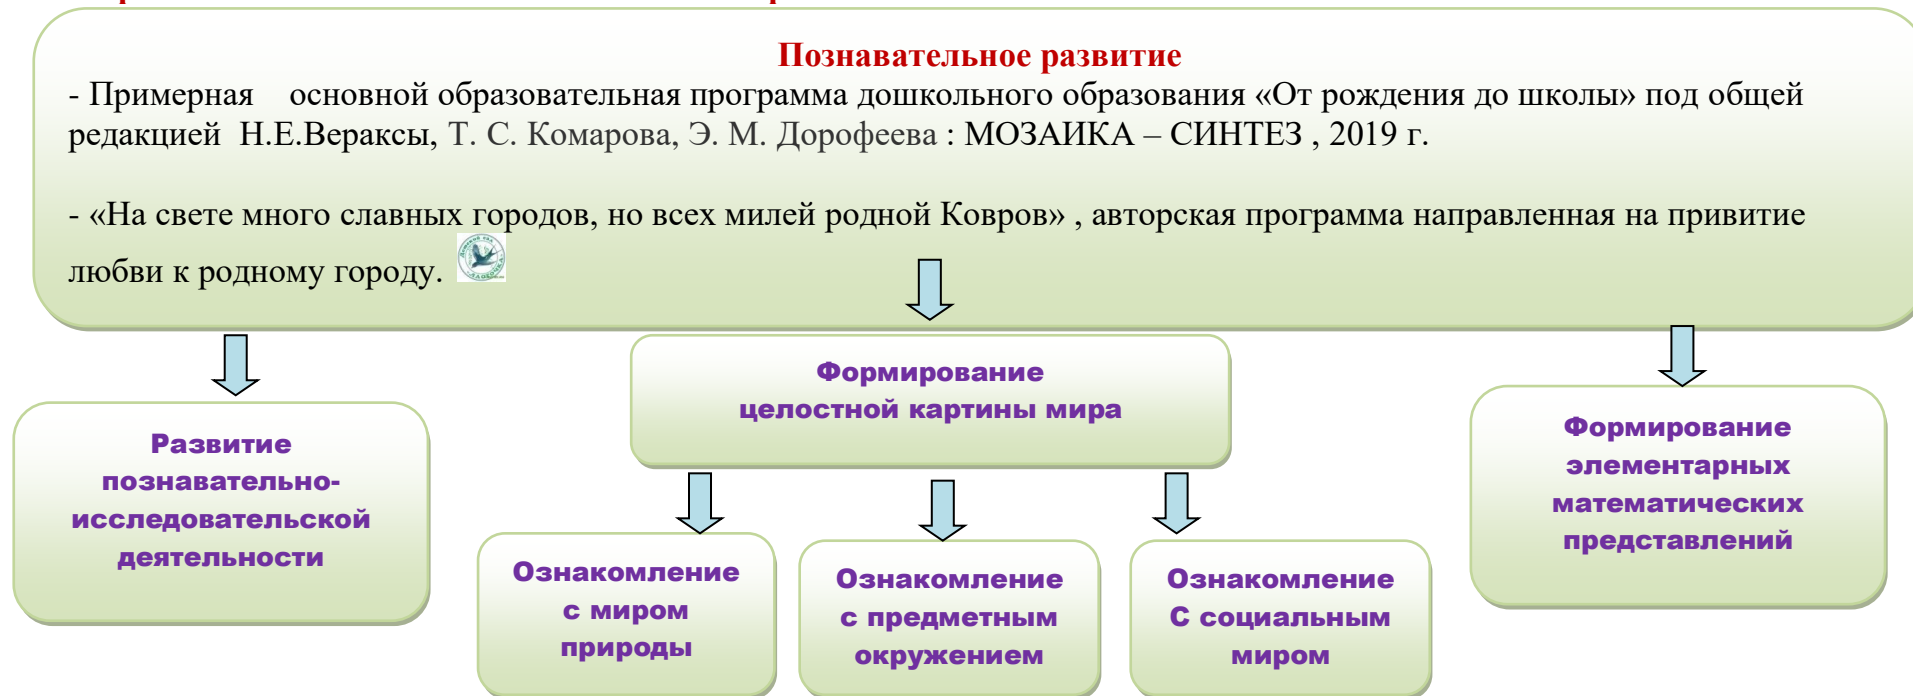 Познавательное развитие
- Примерная основной образовательная программа дошкольного образования «От рождения до школы» под общей
редакцией Н.Е.Вераксы, Т. С. Комарова, Э. М. Дорофеева : МОЗАИКА – СИНТЕЗ , 2019 г.
- «На свете много славных городов, но всех милей родной Ковров» , авторская программа направленная на привитие
любви к родному городу.
Развитие
познавательно-
исследовательской
деятельности
Формирование
целостной картины мира
Формирование
элементарных
математических
представлений
Ознакомление
с миром
природы
Ознакомление
с предметным
окружением
Ознакомление
С социальным
миром